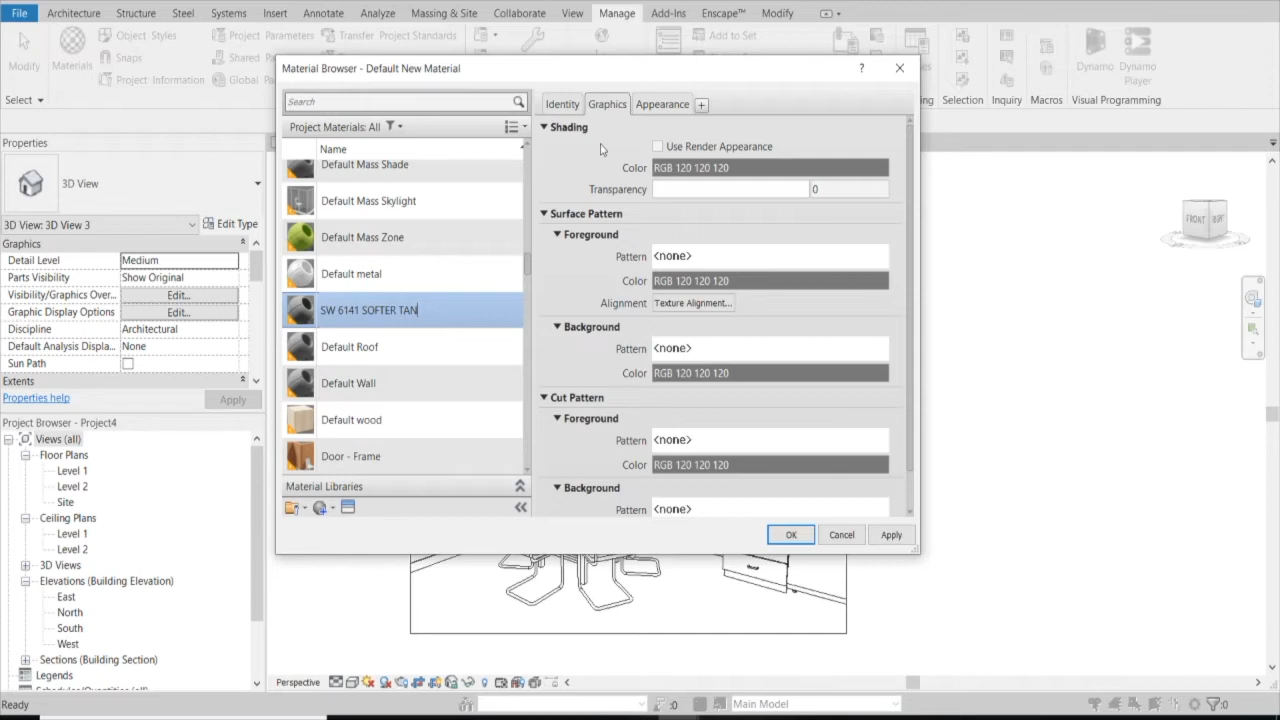 File Architecture Structure Steel Systems Insert Annotate Analyze Massing & Site Collaborate View Manage Add-Ins Enscape™ Modify
Modify
Select
Materials
Object Styles
Snaps
Project Information
Project Parameters
Shared
Global
Transfer Project Standards
Add to Set
Selection
Inquiry
Macros
Dynamo
Dynamo
Player
Visual Programming
Properties
3D View
3D View: 3D View 3
Edit Type
Graphics
Detail Level Medium
Parts Visibility Show Original
Visibility/Graphics Over... Edit...
Graphic Display Options Edit...
Discipline Architectural
Default Analysis Displa... None
Sun Path
Extents
Properties help
Apply
Project Browser - Project4
Views (all)
Floor Plans
Level 1
Level 2
Site
Ceiling Plans
Level 1
Level 2
3D Views
Elevations (Building Elevation)
East
North
South
West
Sections (Building Section)
Legends
Schedules/Quantities (all)
Material Browser - Default New Material
?
Search
Project Materials: All
Name
Default Mass Shade
Default Mass Skylight
Default Mass Zone
Default metal
SW 6141 SOFTER TAN
Default Roof
Default Wall
Default wood
Door - Frame
Material Libraries
Identity Graphics Appearance
Shading
Use Render Appearance
Color RGB 120 120 120
Transparency 0
Surface Pattern
Foreground
Pattern <none>
Color RGB 120 120 120
Alignment Texture Alignment...
Background
Pattern <none>
Color RGB 120 120 120
Cut Pattern
Foreground
Pattern <none>
Color RGB 120 120 120
Background
Pattern <none>
OK Cancel Apply
FRONT
Perspective
Ready
:0
Main Model
:0